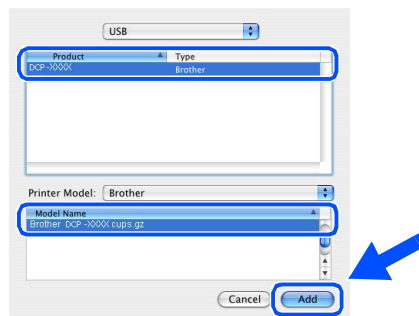 USB
Product Type
DCP-XXXX Brother
Printer Model: Brother
Model Name
Brother DCP -XXXX cups.gz
Cancel Add